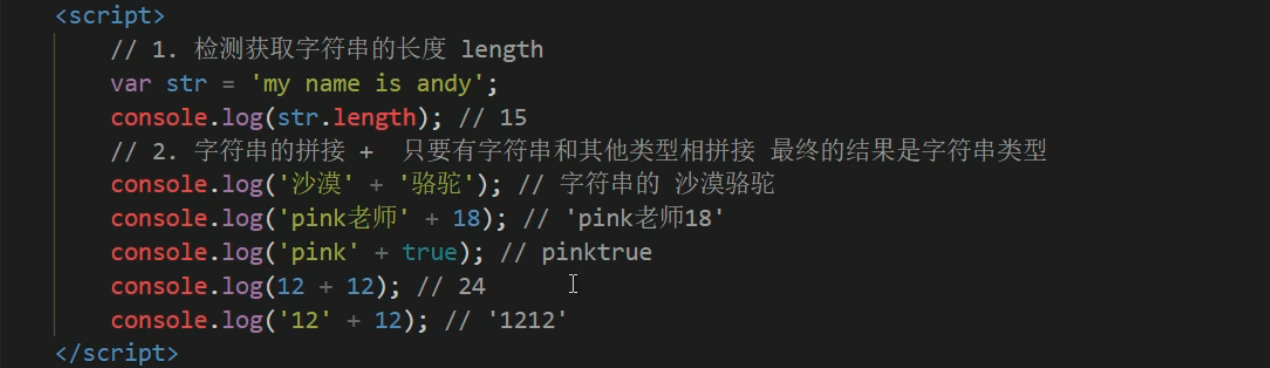 <script>
// 1. 检测获取字符串的长度 length
var str = 'my name is andy';
console.log(str.length); // 15
// 2. 字符串的拼接 +  只要有字符串和其他类型相拼接 最终的结果是字符串类型
console.log('沙漠' + '骆驼'); // 字符串的 沙漠骆驼
console.log('pink老师' + 18); // 'pink老师18'
console.log('pink' + true); // pinktrue
console.log(12 + 12); // 24
console.log('12' + 12); // '1212'
</script>